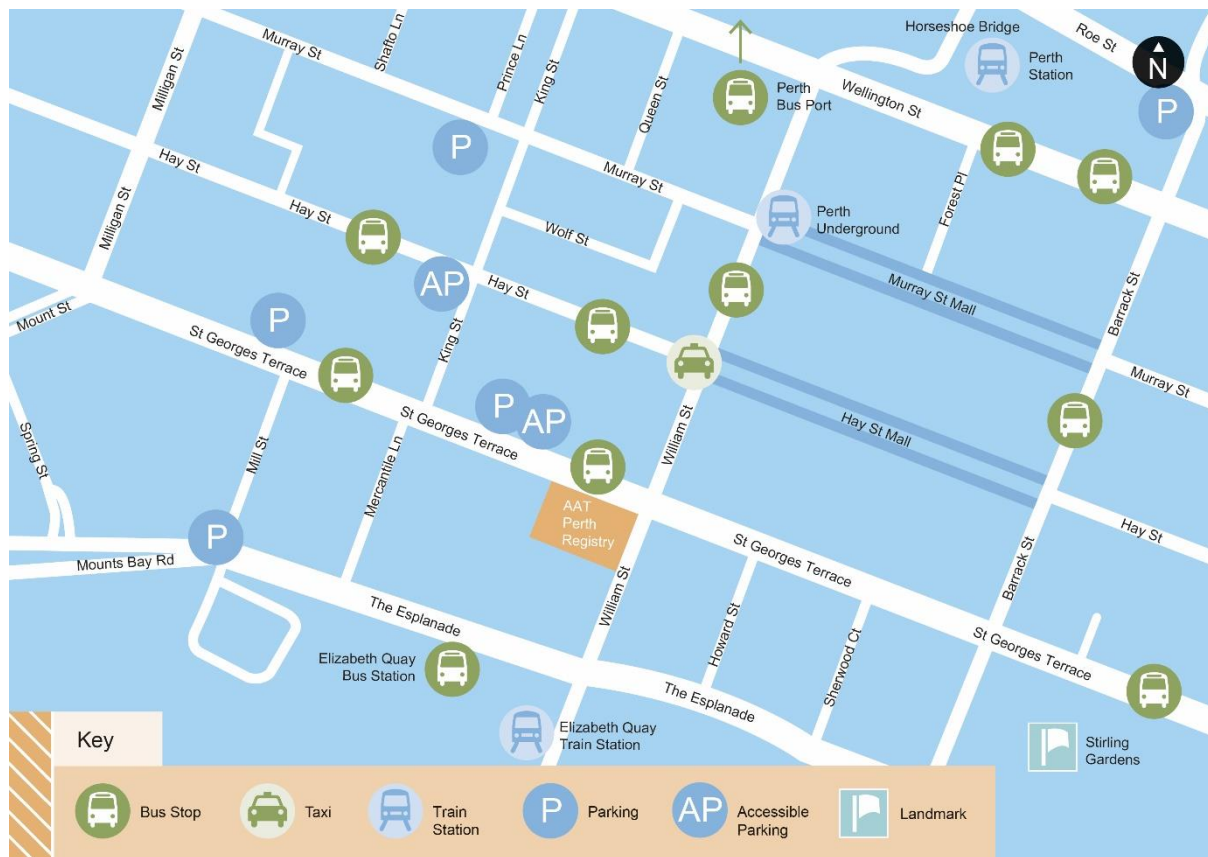 Horseshoe Bridge
Roe St
N
Perth
Station
P
Murray St
Shafto Ln
Prince Ln
King St
Milligan St
Queen St
Perth
Bus Port
Wellington St
P
Hay St
Murray St
Forest Pl
Perth
Underground
Hay St
Wolf St
Milligan St
AP
Hay St
Murray St Mall
Barrack St
Mount St
P
St Georges Terrace
King St
Murray St
P
AP
St Georges Terrace
William St
Hay St Mall
Spring St
Mill St
Mercantile Ln
AAT
Perth
Registry
P
Mounts Bay Rd
St Georges Terrace
Hay St
Barrack St
William St
The Esplanade
Howard St
Sherwood Ct
St Georges Terrace
Elizabeth Quay
Bus Station
The Esplanade
Elizabeth Quay
Train Station
Stirling
Gardens
Key
Bus Stop
Taxi
Train
Station
P
Parking
AP
Accessible
Parking
Landmark